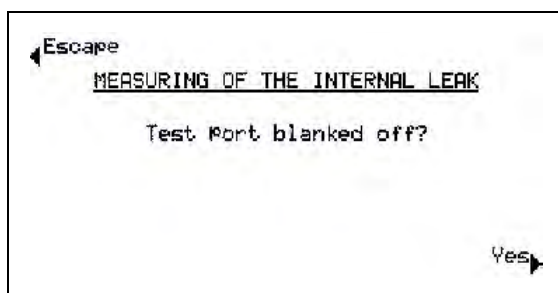 Escape
MEASURING OF THE INTERNAL LEAK
Test Port blanked off?
Yes